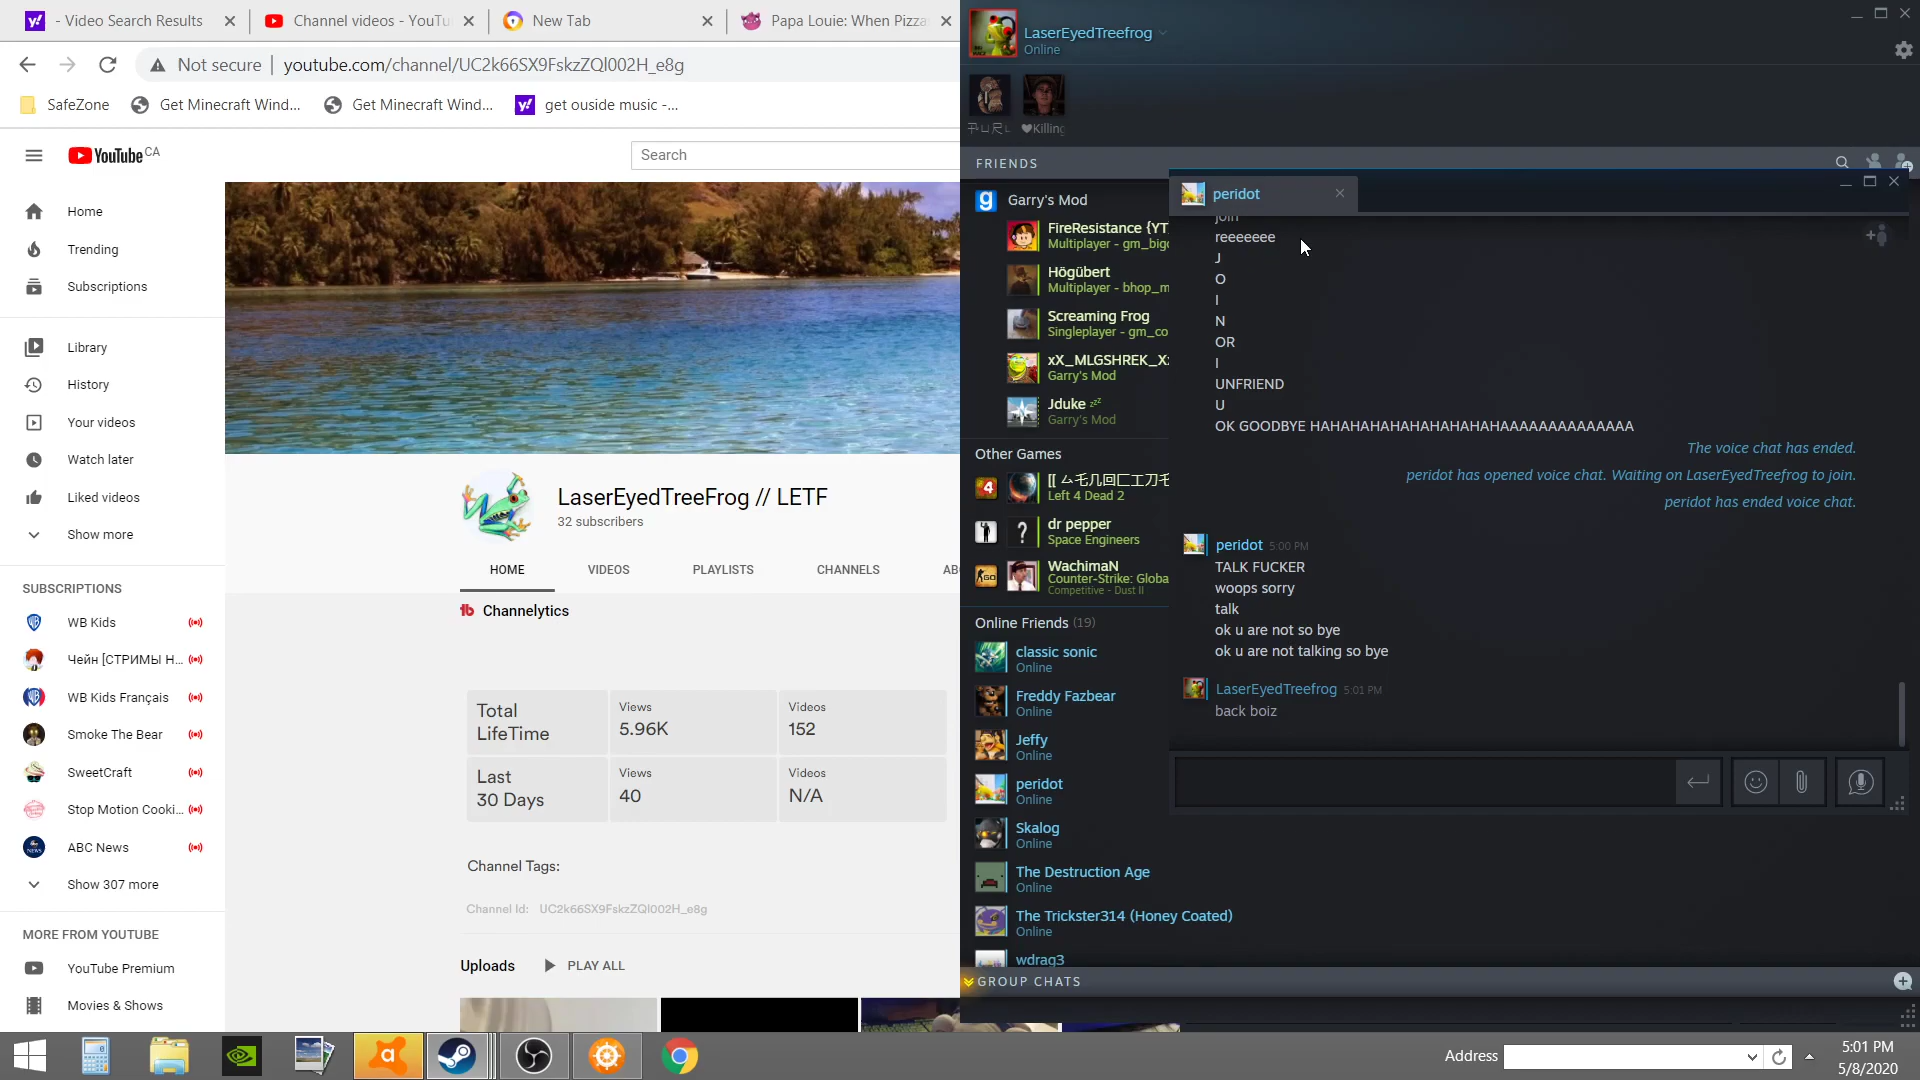 - Video Search Results
Channel videos - YouTu
New Tab
Papa Louie: When Pizza
Not secure
youtube.com/channel/UC2k66SX9FskzZQl002H_e8g
SafeZone
Get Minecraft Wind...
Get Minecraft Wind...
get ouside music -...
YouTube CA
Search
Home
Trending
Subscriptions
Library
History
Your videos
Watch later
Liked videos
Show more
SUBSCRIPTIONS
WB Kids
Чейн [СТРИМЫ Н...
WB Kids Français
Smoke The Bear
SweetCraft
Stop Motion Cooki...
ABC News
Show 307 more
MORE FROM YOUTUBE
YouTube Premium
Movies & Shows
LaserEyedTreeFrog // LETF
32 subscribers
HOME
VIDEOS
PLAYLISTS
CHANNELS
AB
Channelytics
Total
LifeTime
Views
5.96K
Videos
152
Last
30 Days
Views
40
Videos
N/A
Channel Tags:
Channel Id: UC2k66SX9FskzZQl002H_e8g
Uploads
PLAY ALL
LaserEyedTreefrog
Online
❤Killing
FRIENDS
Garry's Mod
FireResistance {YT
Multiplayer - gm_bigc
Högübert
Multiplayer - bhop_m
Screaming Frog
Singleplayer - gm_co
xX_MLGSHREK_X
Garry's Mod
Jduke zzZ
Garry's Mod
Other Games
Left 4 Dead 2
dr pepper
Space Engineers
WachimaN
Counter-Strike: Globa
Competitive - Dust II
Online Friends (19)
classic sonic
Online
Freddy Fazbear
Online
Jeffy
Online
peridot
Online
Skalog
Online
The Destruction Age
Online
The Trickster314 (Honey Coated)
Online
wdrag3
GROUP CHATS
peridot
join
reeeeeee
J
O
I
N
OR
I
UNFRIEND
U
OK GOODBYE HAHAHAHAHAHAHAHAHAHAAAAAAAAAAAAAA
The voice chat has ended.
peridot has opened voice chat. Waiting on LaserEyedTreefrog to join.
peridot has ended voice chat.
peridot 5:00 PM
TALK FUCKER
woops sorry
talk
ok u are not so bye
ok u are not talking so bye
LaserEyedTreefrog 5:01 PM
back boiz
Address
5:01 PM
5/8/2020